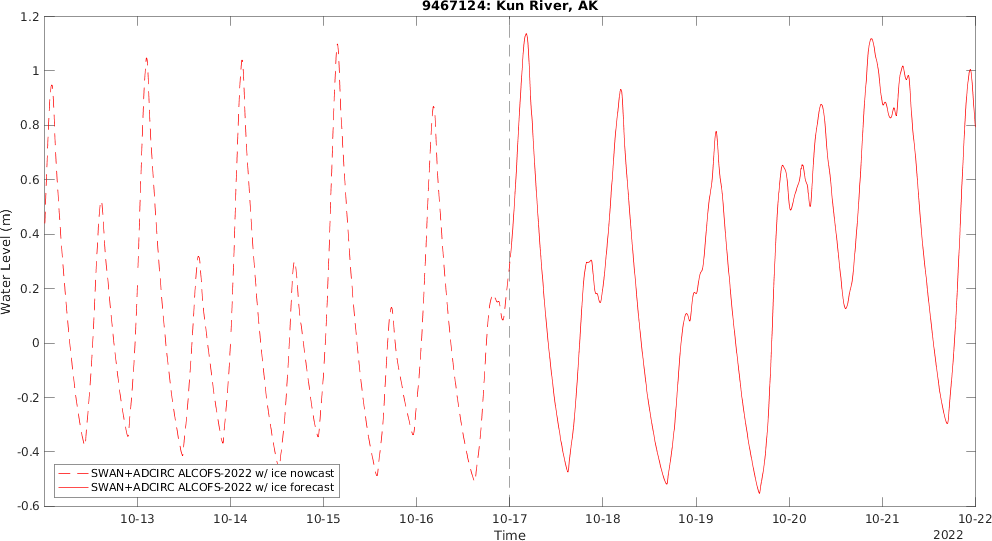 9467124: Kun River, AK
1.2
1
0.8
0.6
0.4
0.2
0
-0.2
-0.4
-0.6
Water Level (m)
SWAN+ADCIRC ALCOFS-2022 w/ ice nowcast
SWAN+ADCIRC ALCOFS-2022 w/ ice forecast
10-13 10-14 10-15 10-16 10-17 10-18 10-19 10-20 10-21 10-22
Time
2022